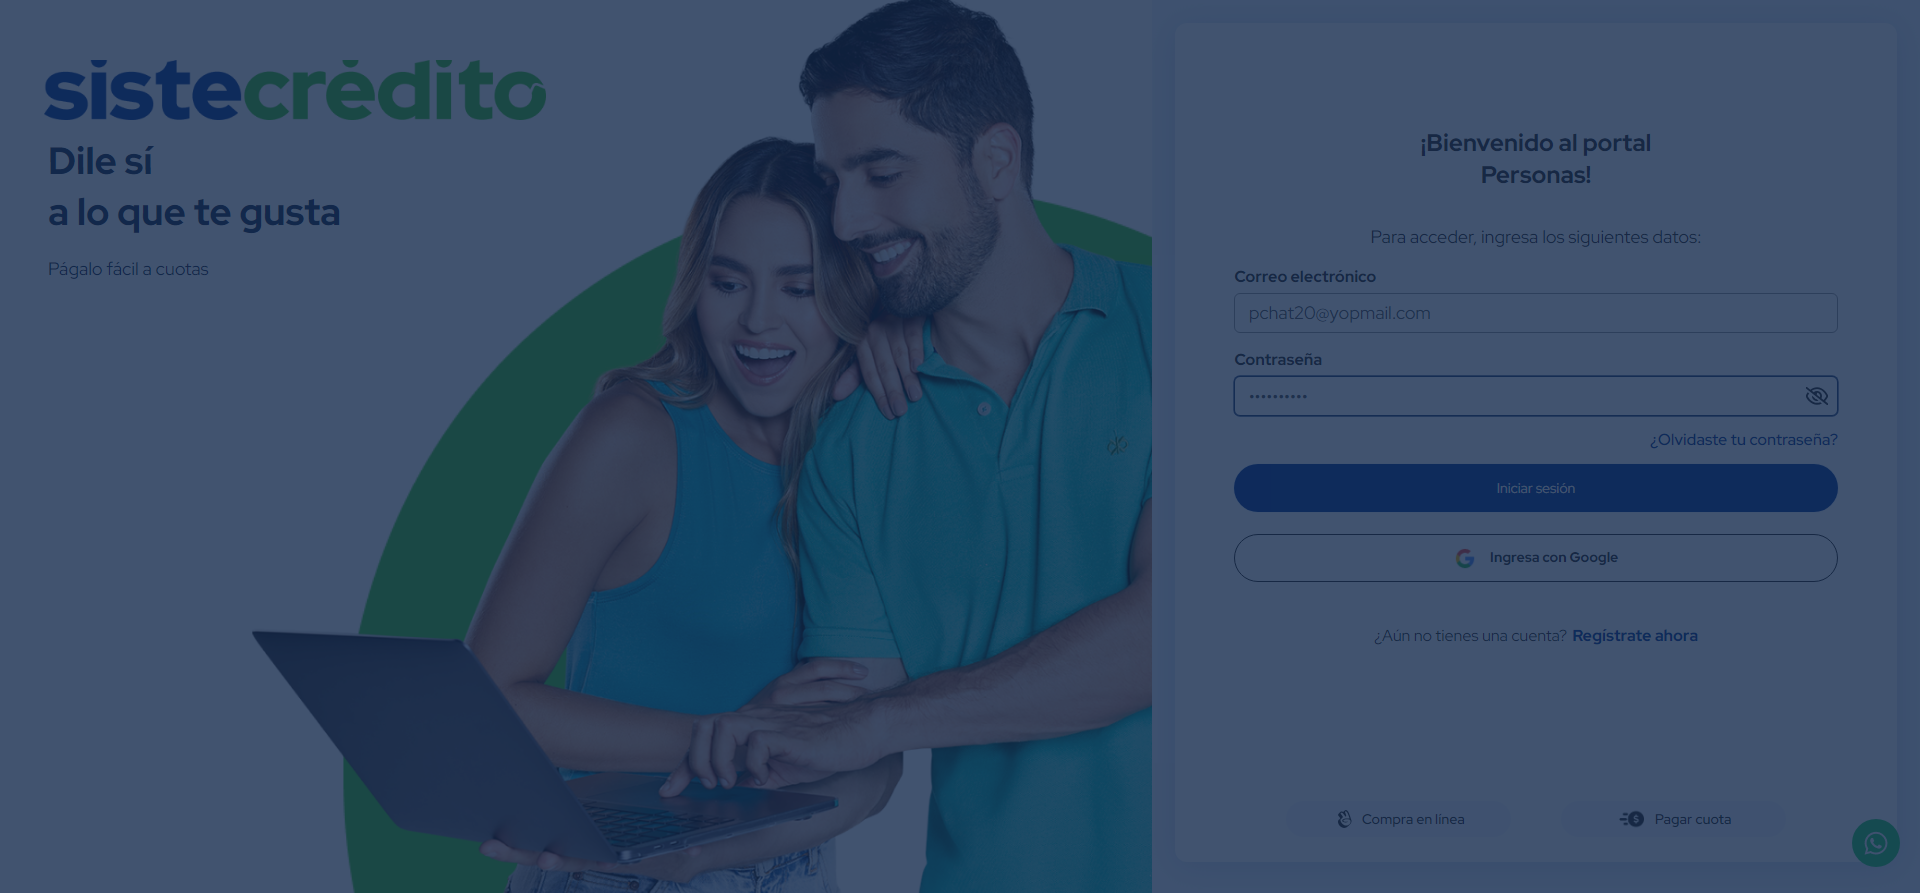 sistecrédito
Dile sí
a lo que te gusta
Págalo fácil a cuotas
¡Bienvenido al portal
Personas!
Para acceder, ingresa los siguientes datos:
Correo electrónico
pchat20@yopmail.com
Contraseña
••••••••••
¿Olvidaste tu contraseña?
Iniciar sesión
Ingresa con Google
¿Aún no tienes una cuenta? Regístrate ahora
Compra en línea
Pagar cuota